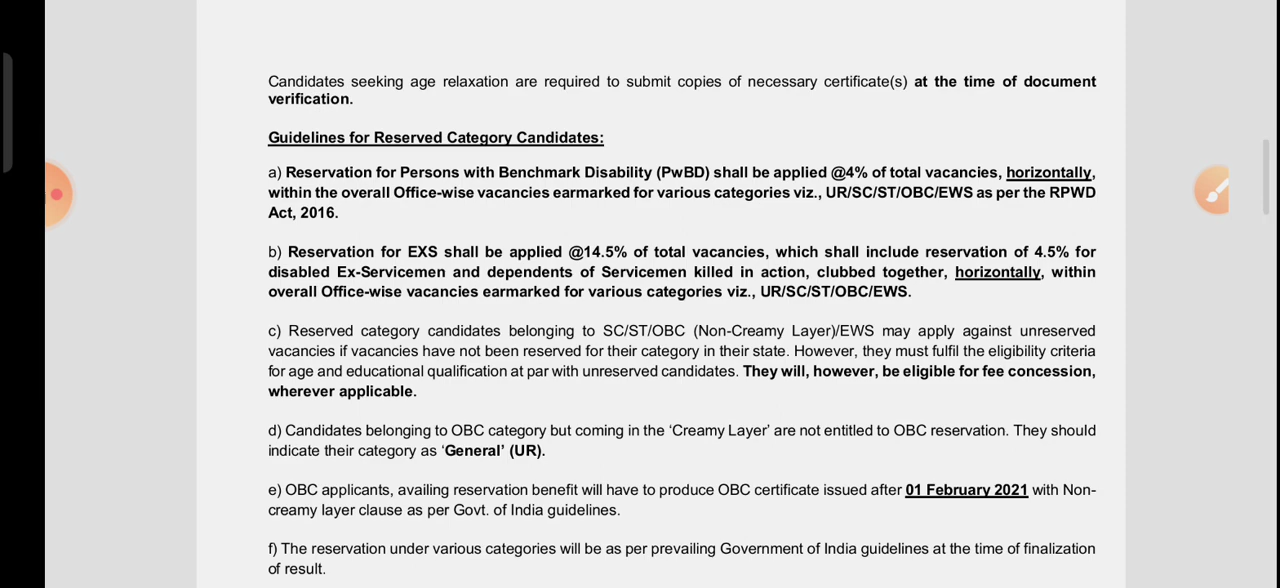 Candidates seeking age relaxation are required to submit copies of necessary certificate(s) at the time of document
verification.
Guidelines for Reserved Category Candidates:
a) Reservation for Persons with Benchmark Disability (PwBD) shall be applied @4% of total vacancies, horizontally,
within the overall Office-wise vacancies earmarked for various categories viz., UR/SC/ST/OBC/EWS as per the RPWD
Act, 2016.
b) Reservation for EXS shall be applied @14.5% of total vacancies, which shall include reservation of 4.5% for
disabled Ex-Servicemen and dependents of Servicemen killed in action, clubbed together, horizontally, within
overall Office-wise vacancies earmarked for various categories viz., UR/SC/ST/OBC/EWS.
c) Reserved category candidates belonging to SC/ST/OBC (Non-Creamy Layer)/EWS may apply against unreserved
vacancies if vacancies have not been reserved for their category in their state. However, they must fulfil the eligibility criteria
for age and educational qualification at par with unreserved candidates. They will, however, be eligible for fee concession,
wherever applicable.
d) Candidates belonging to OBC category but coming in the ‘Creamy Layer’ are not entitled to OBC reservation. They should
indicate their category as ‘General’ (UR).
e) OBC applicants, availing reservation benefit will have to produce OBC certificate issued after 01 February 2021 with Non-
creamy layer clause as per Govt. of India guidelines.
f) The reservation under various categories will be as per prevailing Government of India guidelines at the time of finalization
of result.